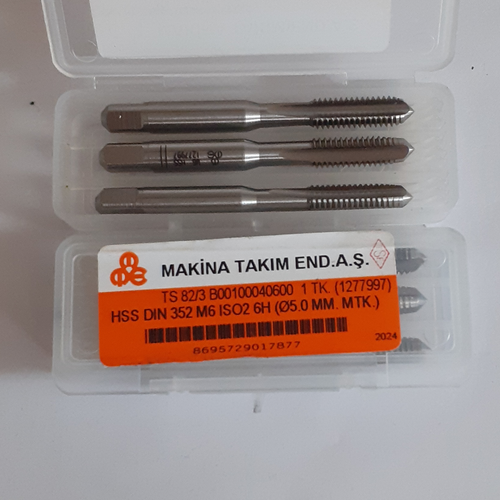 MAKİNA TAKIM END.A.Ş.
TS 82/3 B00100040600 1 TK. (1277997)
HSS DIN 352 M6 ISO2 6H (Ø5.0 MM. MTK.)
8695729017877
2024